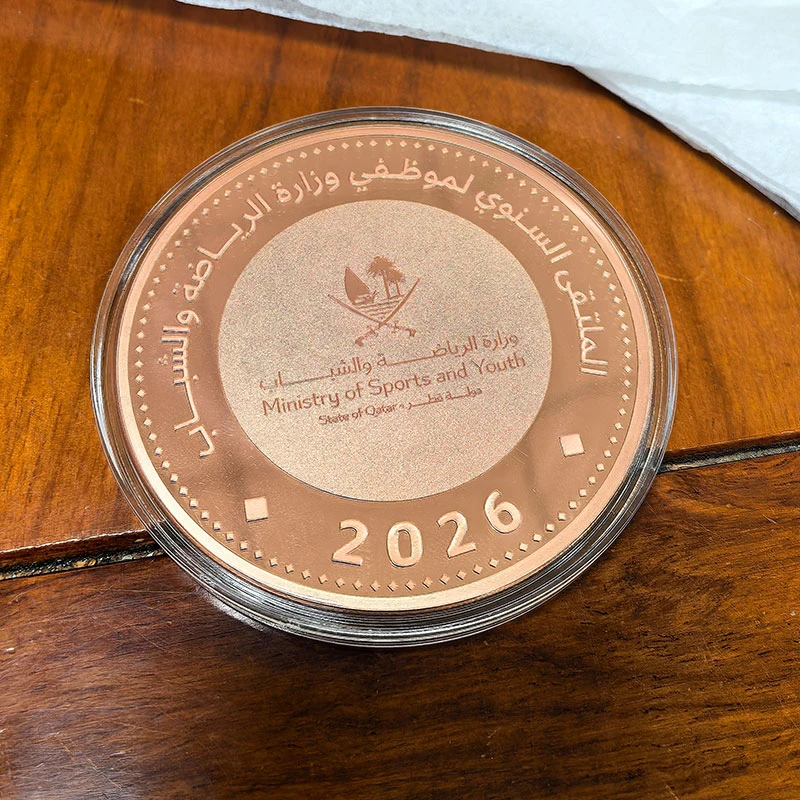 الملتقى السنوي لموظفي وزارة الرياضة والشباب
وزارة الرياضة والشباب
Ministry of Sports and Youth
State of Qatar • دولة قطر
2026